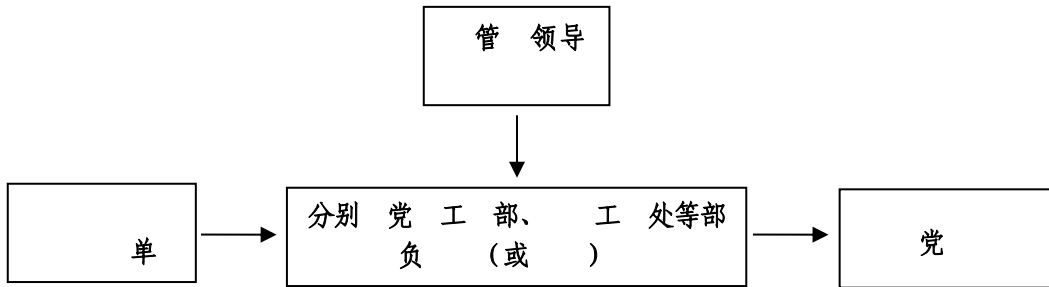 管 领导
单
分别 党 工 部、 工 处等部
负 （或 ）
党